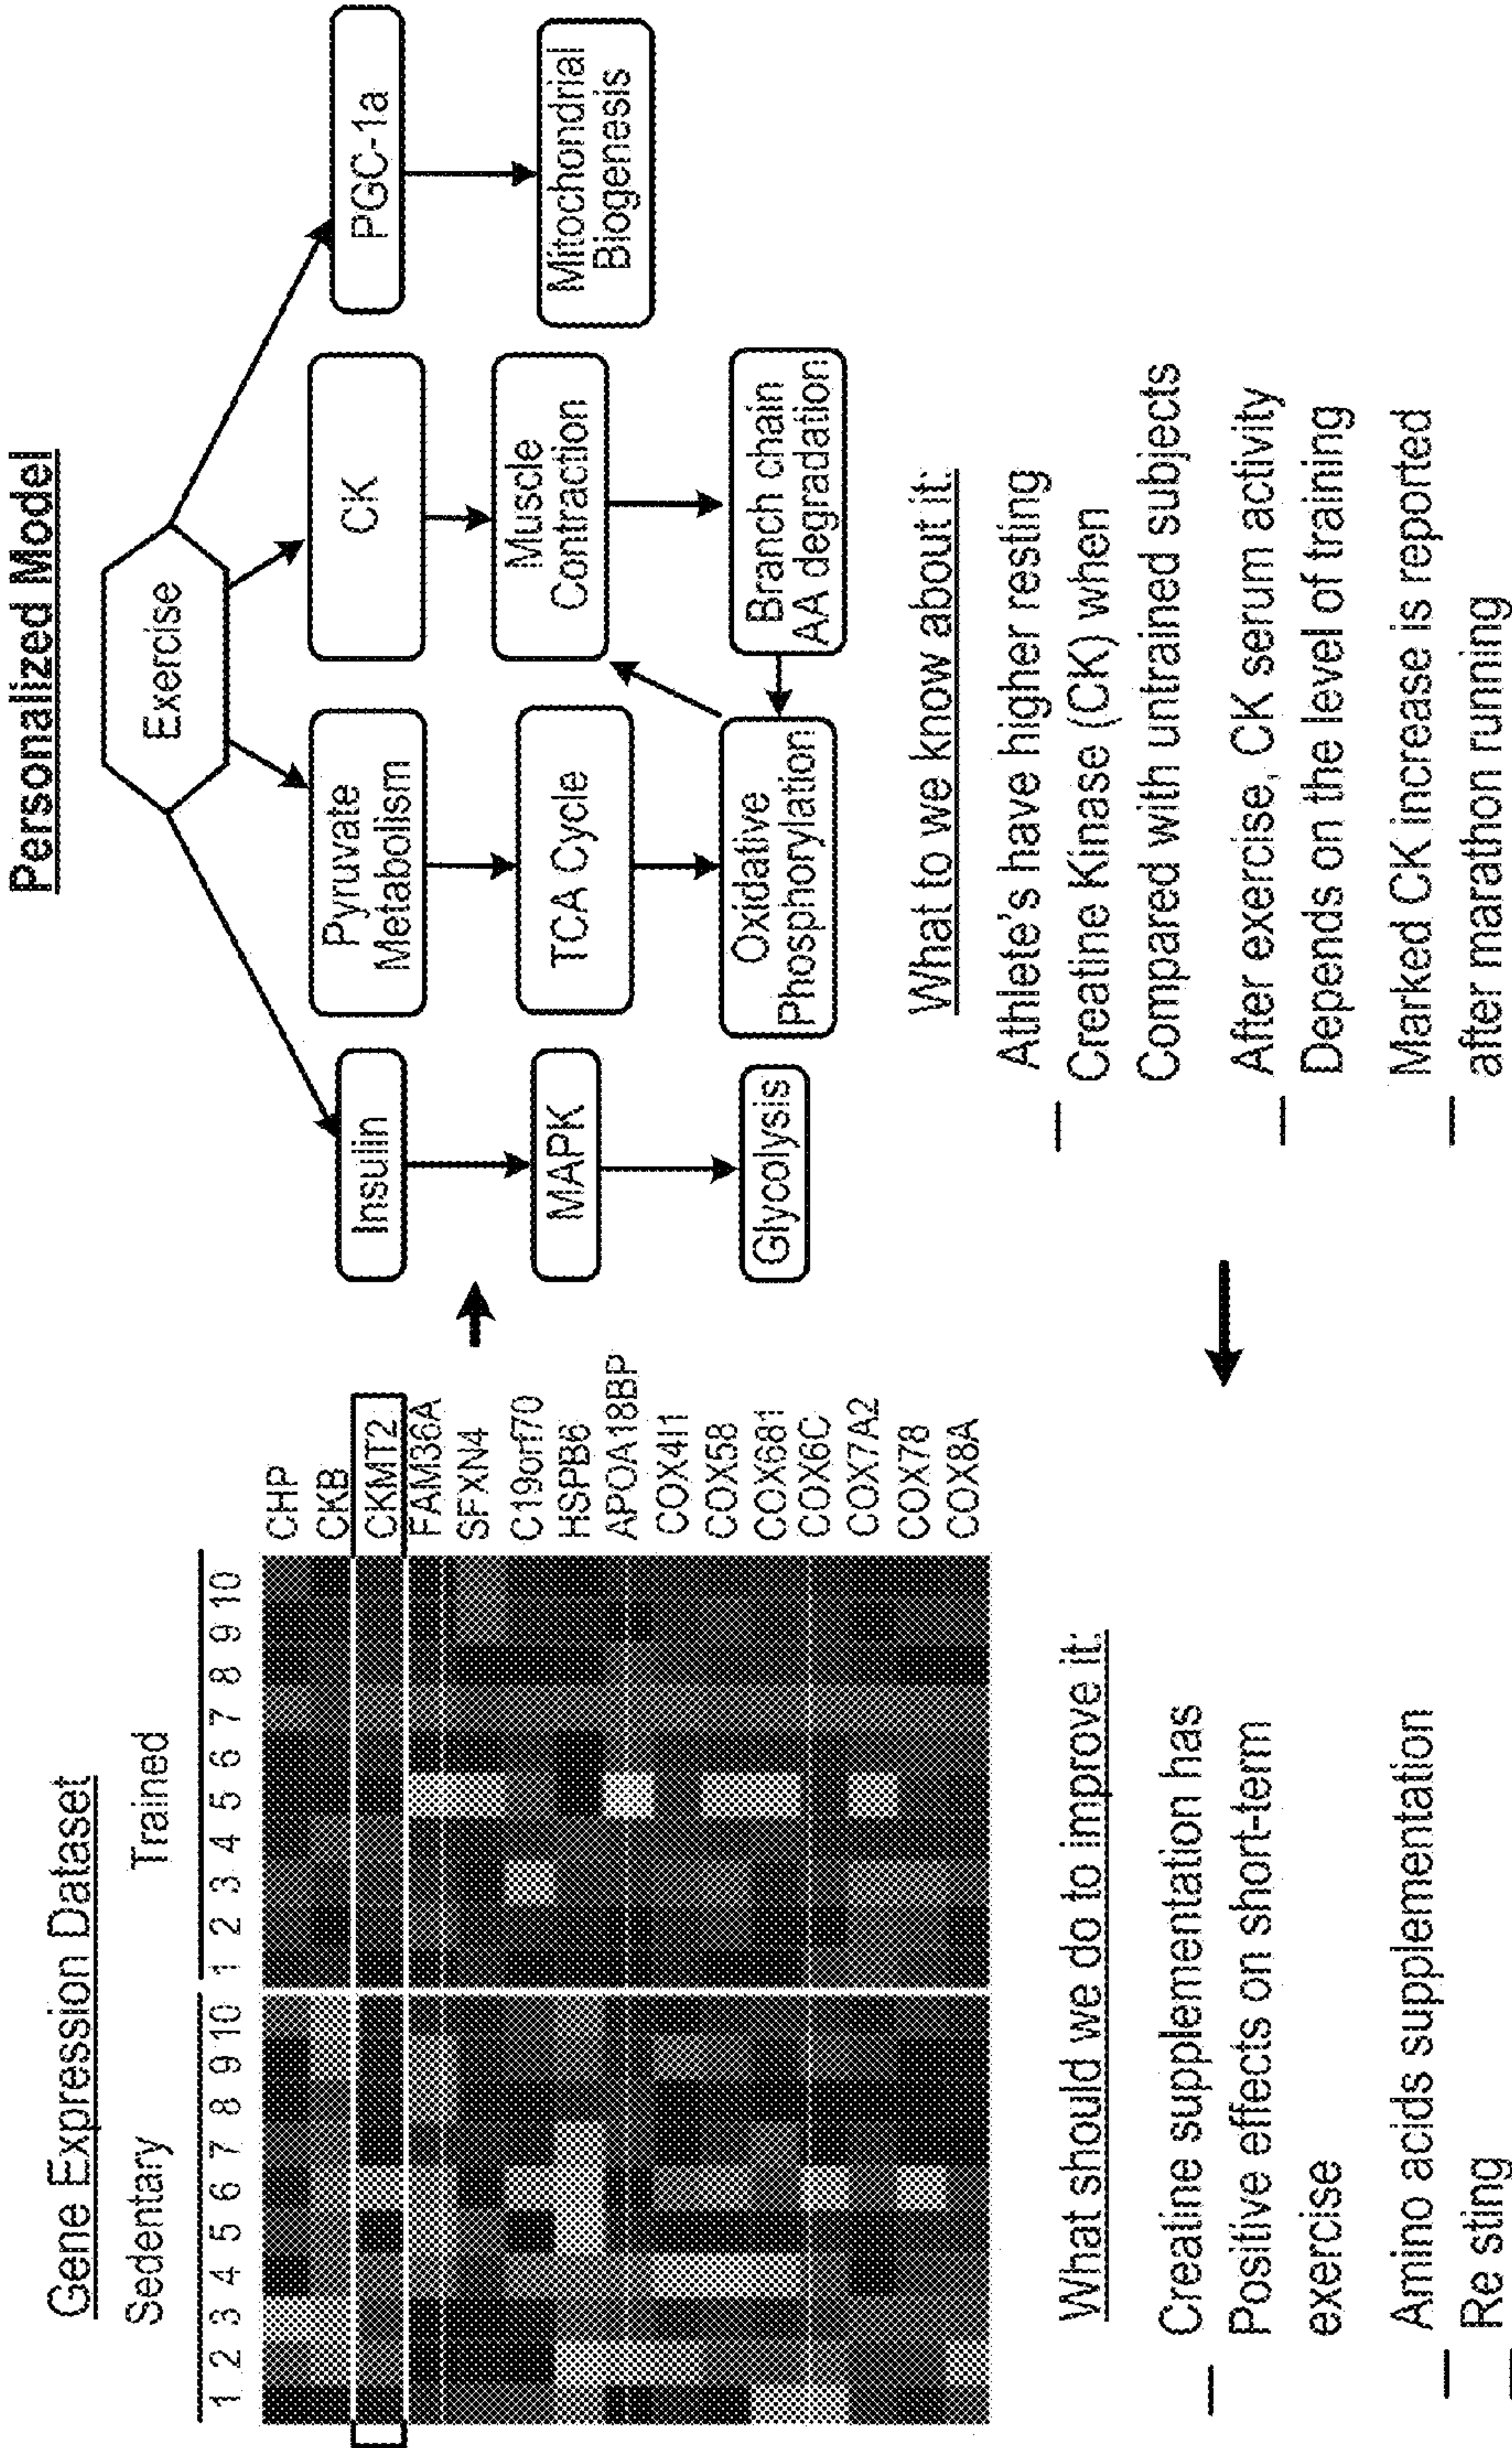 Gene Expression Dataset
Sedentary Trained
1 2 3 4 5 6 7 8 9 10 1 2 3 4 5 6 7 8 9 10
CHP
CKB
CKMT2
FAM36A
SFXN4
C19orf70
HSPB6
APOA18BP
COX4I1
COX58
COX681
COX6C
COX7A2
COX78
COX8A
Personalized Model
Exercise
Insulin
MAPK
Glycolysis
Pyruvate
Metabolism
TCA Cycle
Oxidative
Phosphorylation
CK
Muscle
Contraction
Branch chain
AA degradation
PGC-1a
Mitochondrial
Biogenesis
What to we know about it:
Athlete's have higher resting
— Creatine Kinase (CK) when
Compared with untrained subjects
— After exercise, CK serum activity
Depends on the level of training
Marked CK increase is reported
— after marathon running
What should we do to improve it:
— Creatine supplementation has
Positive effects on short-term
exercise
— Amino acids supplementation
— Re sting